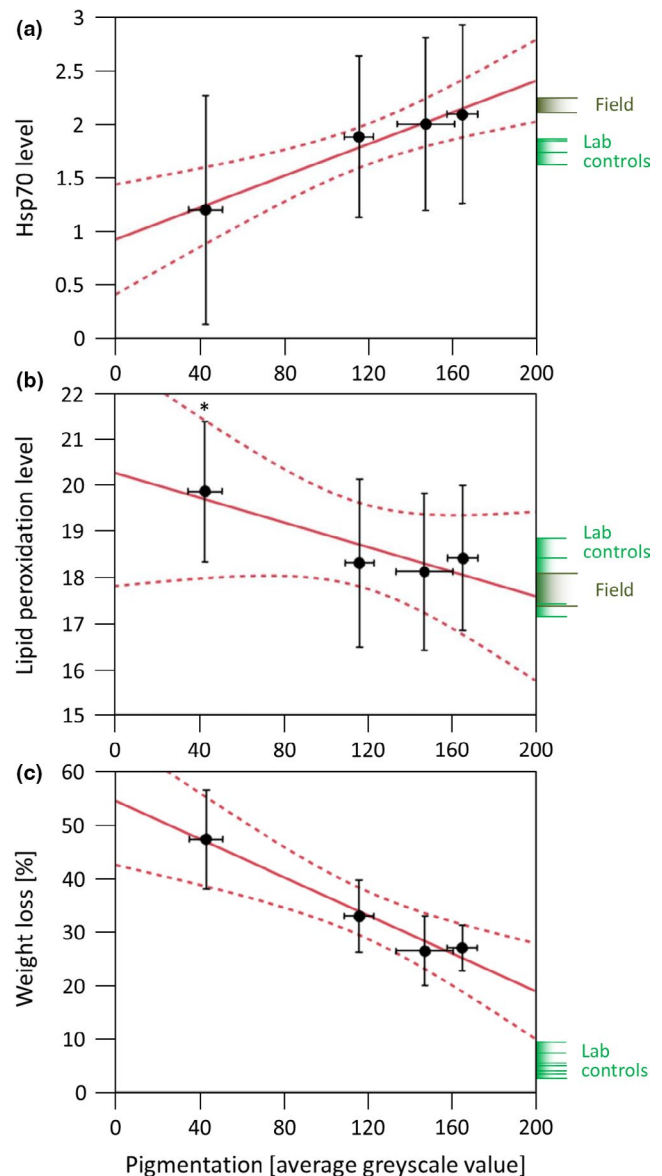 (a)
3
2.5
2
1.5
1
0.5
0
Hsp70 level
Field
Lab
controls
0 40 80 120 160 200
(b)
22
21
20
19
18
17
16
15
Lipid peroxidation level
*
Lab
controls
Field
0 40 80 120 160 200
(c)
60
50
40
30
20
10
0
Weight loss [%]
Lab
controls
0 40 80 120 160 200
Pigmentation [average greyscale value]